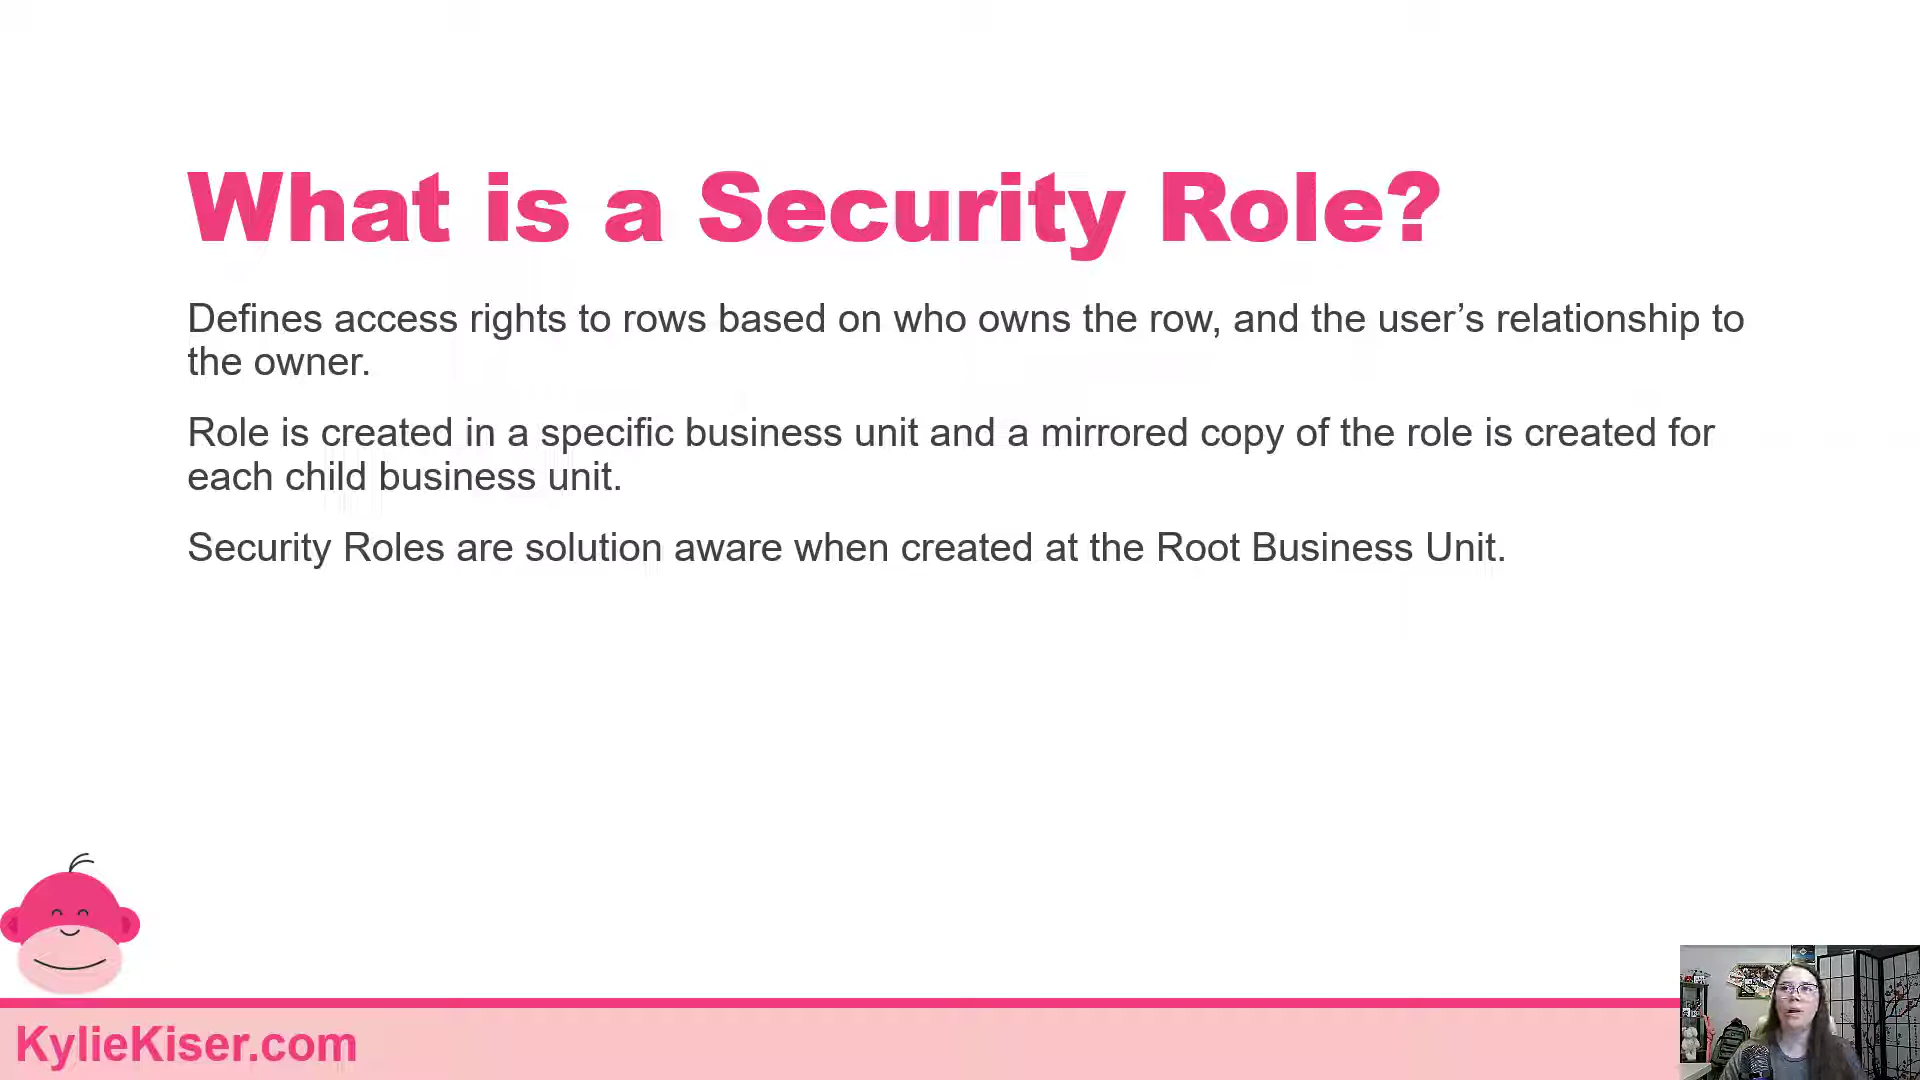 What is a Security Role?
Defines access rights to rows based on who owns the row, and the user’s relationship to
the owner.
Role is created in a specific business unit and a mirrored copy of the role is created for
each child business unit.
Security Roles are solution aware when created at the Root Business Unit.
KylieKiser.com